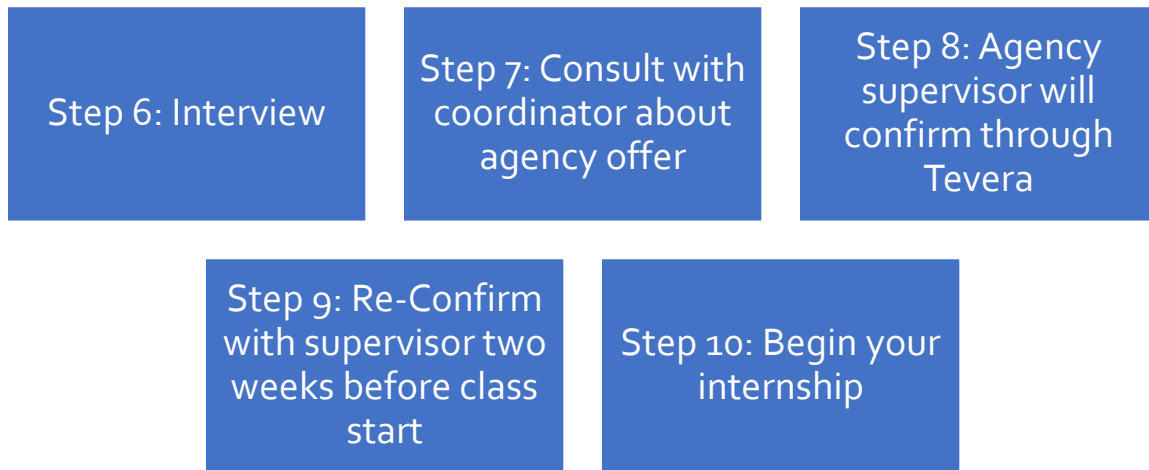 Step 6: Interview
Step 7: Consult with
coordinator about
agency offer
Step 8: Agency
supervisor will
confirm through
Tevera
Step 9: Re-Confirm
with supervisor two
weeks before class
start
Step 10: Begin your
internship